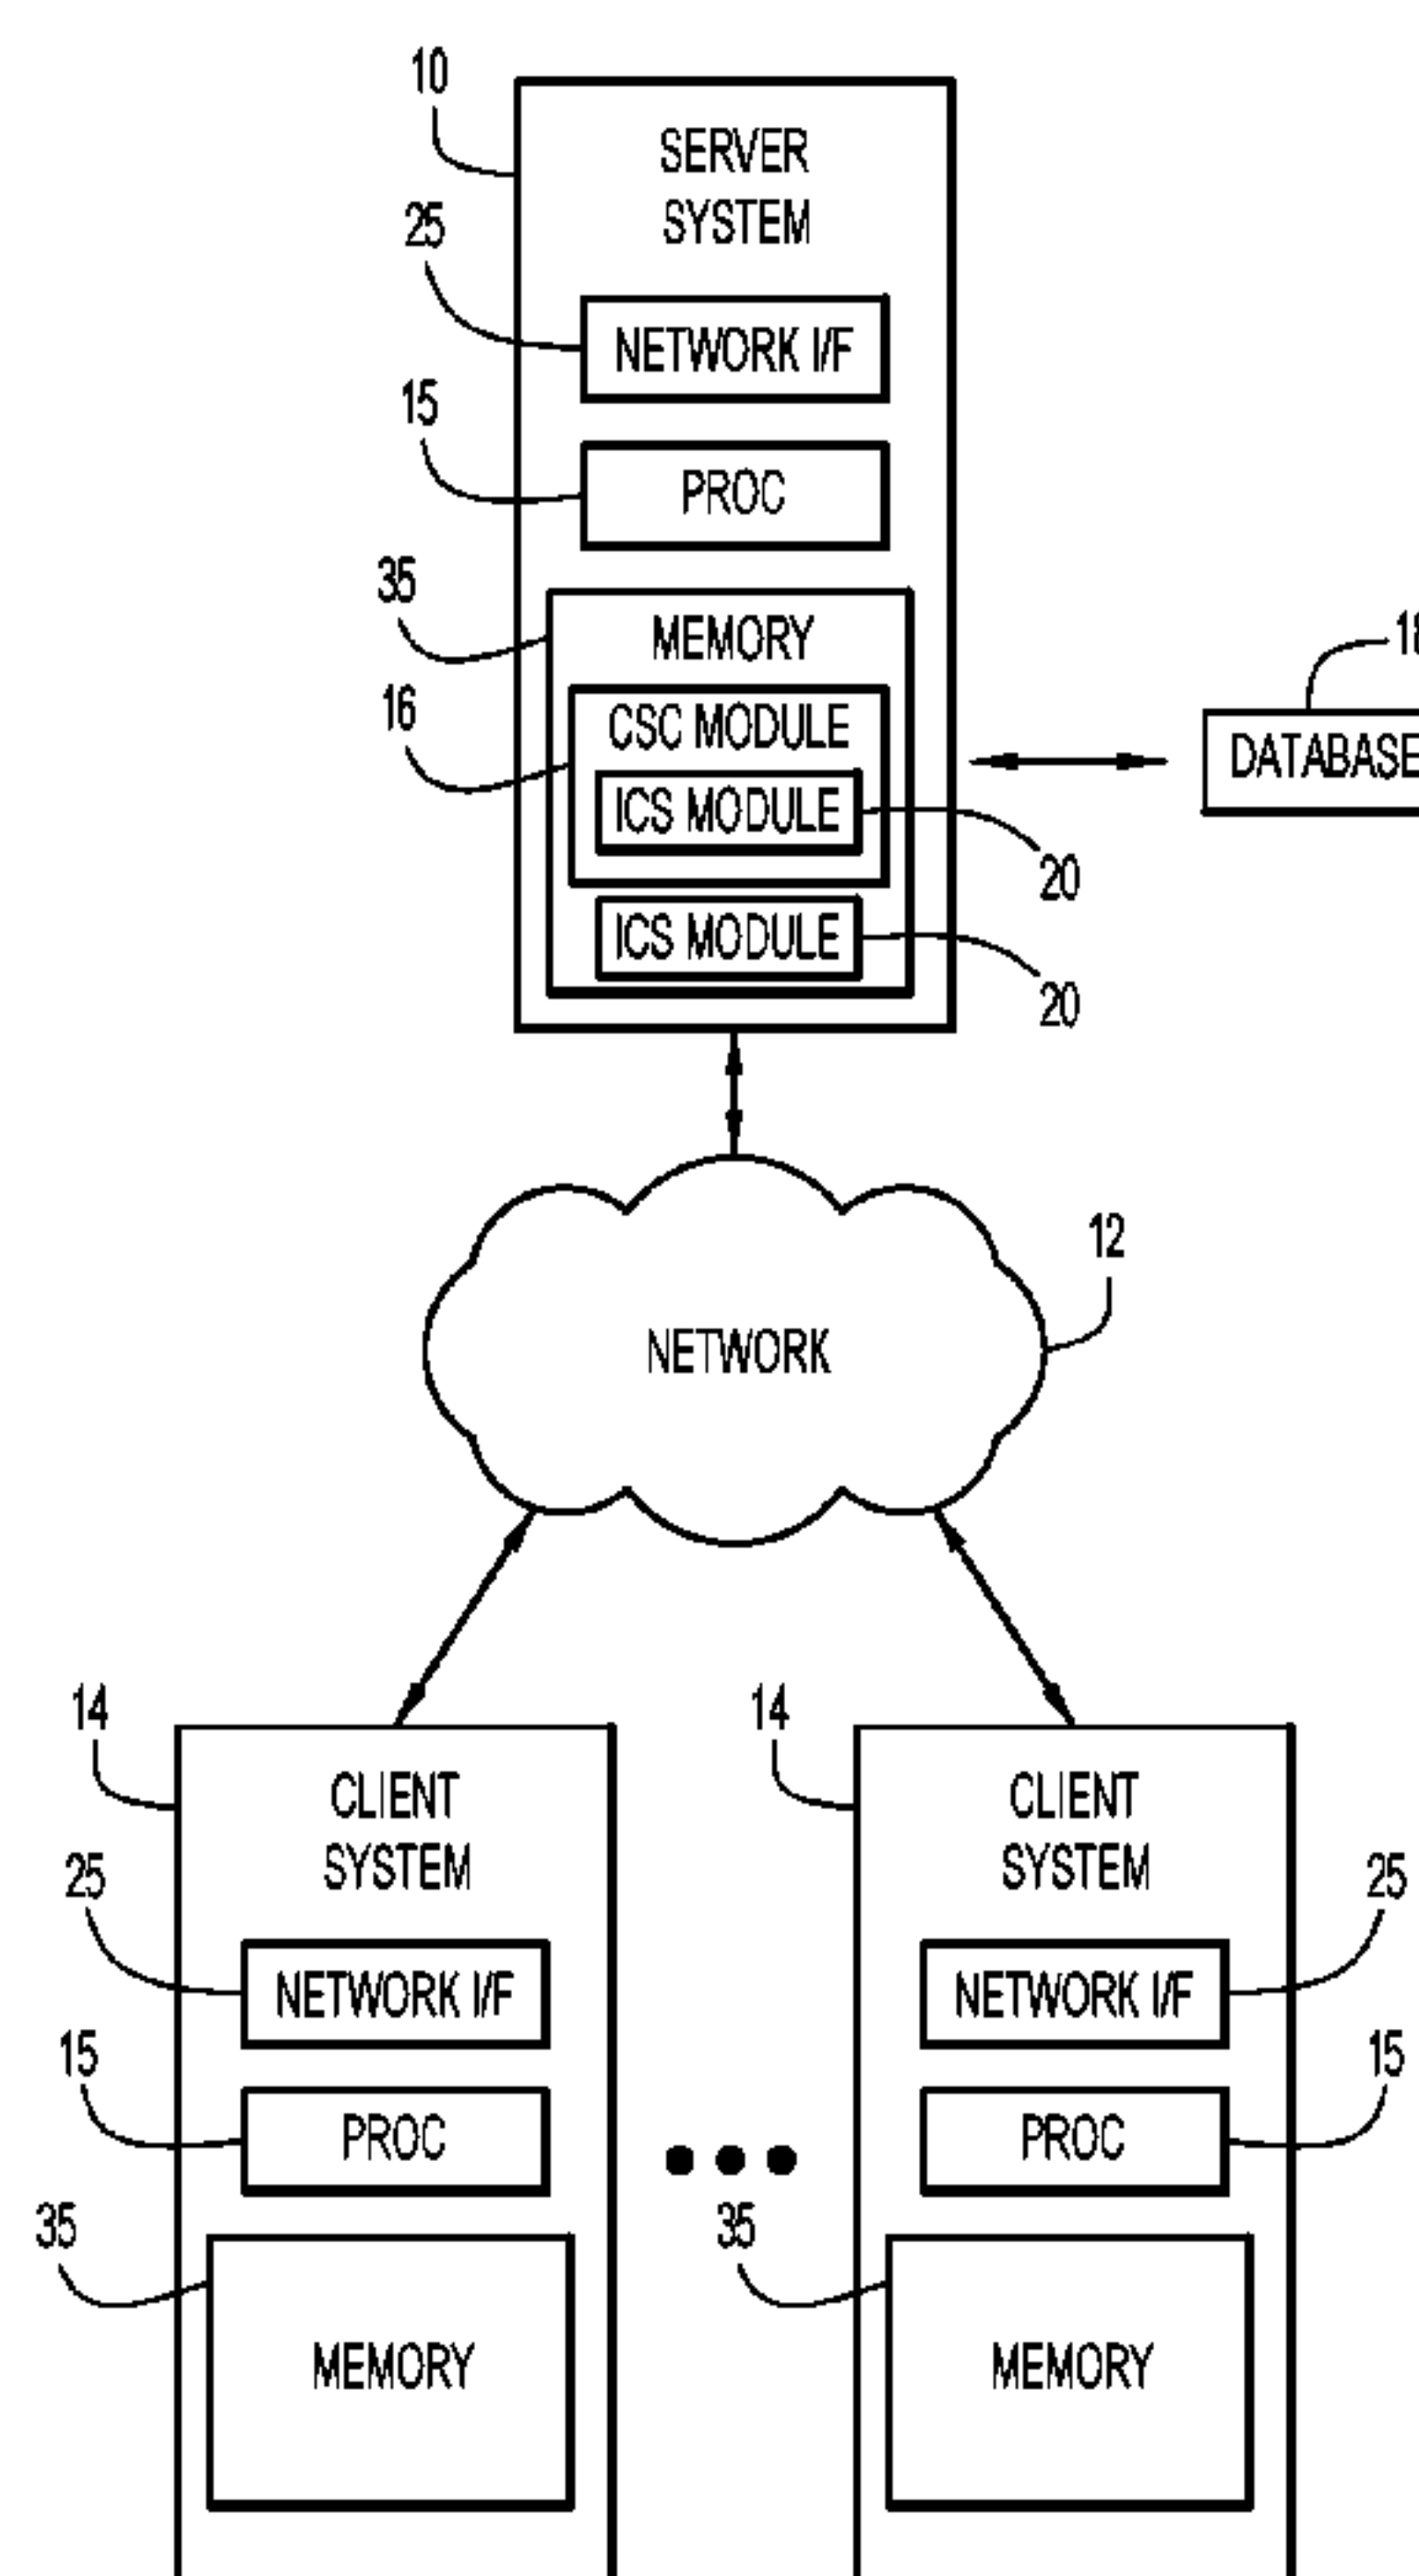 10
SERVER
SYSTEM
25
NETWORK I/F
15
PROC
35
MEMORY
16
CSC MODULE
ICS MODULE
20
ICS MODULE
20
DATABASE
NETWORK
12
14
CLIENT
SYSTEM
25
NETWORK I/F
15
PROC
35
MEMORY
14
CLIENT
SYSTEM
25
NETWORK I/F
15
PROC
35
MEMORY